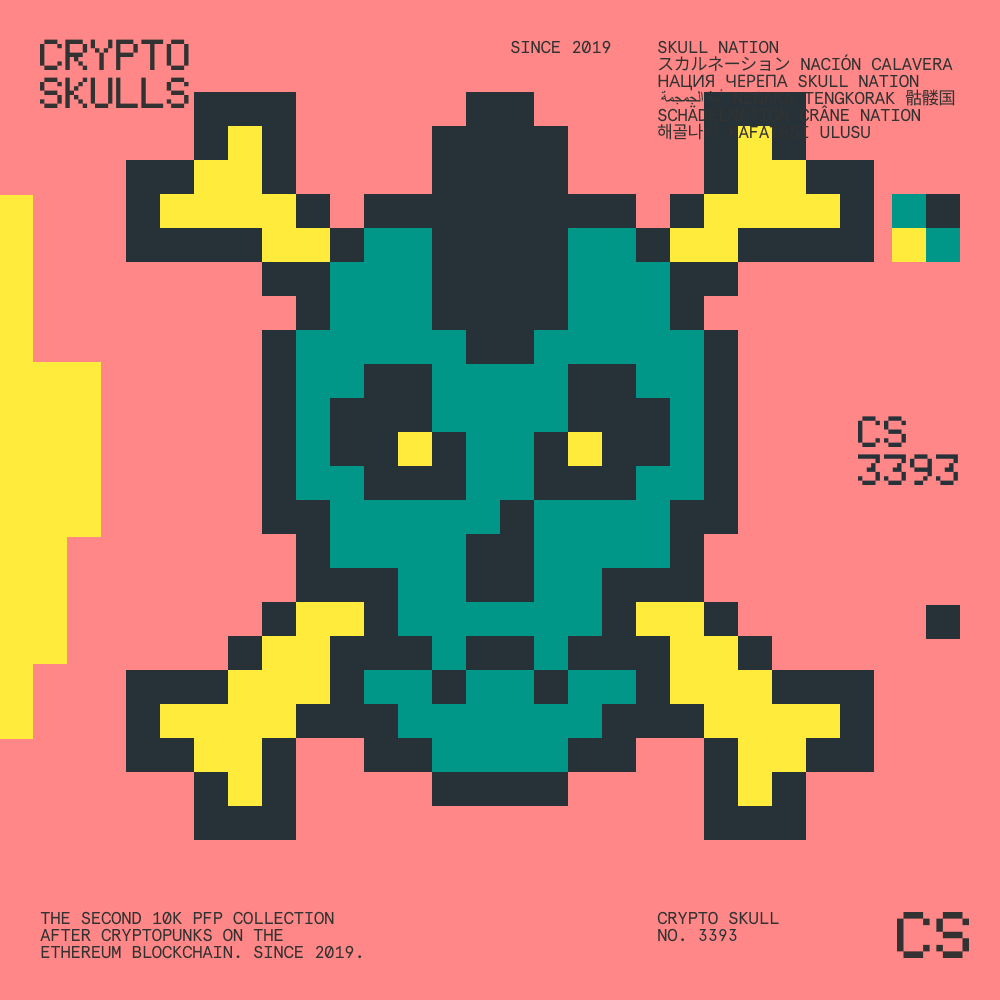 CRYPTO
SKULLS
SINCE 2019
SKULL NATION
スカルネーション NACIÓN CALAVERA
НАЦИЯ ЧЕРЕПА SKULL NATION
TENGKORAK 骷髅国
CRÂNE NATION
ULUSU
CS
3393
THE SECOND 10K PFP COLLECTION
AFTER CRYPTOPUNKS ON THE
ETHEREUM BLOCKCHAIN. SINCE 2019.
CRYPTO SKULL
NO. 3393
CS